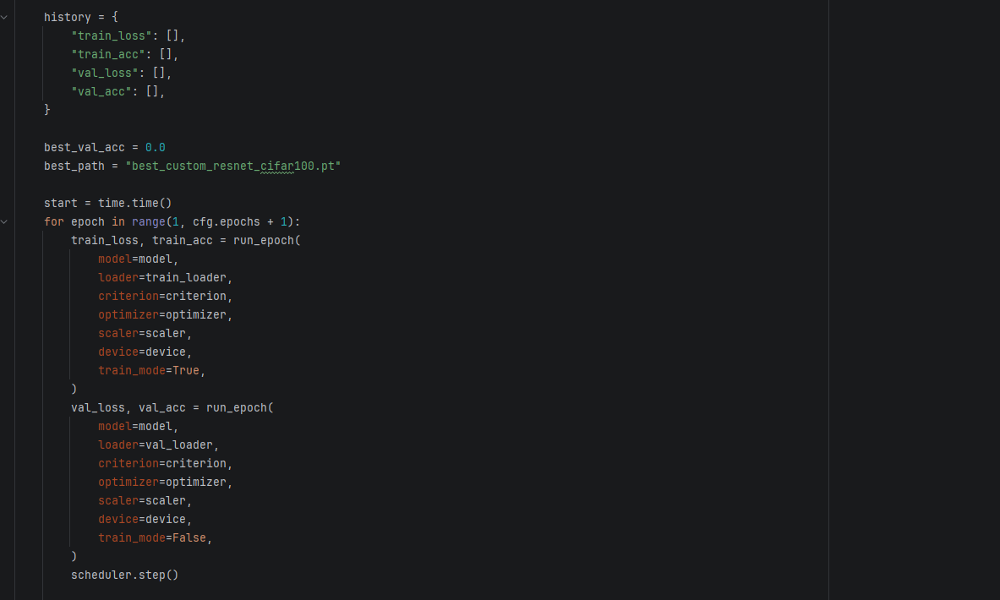 history = {
    "train_loss": [],
    "train_acc": [],
    "val_loss": [],
    "val_acc": [],
}

best_val_acc = 0.0
best_path = "best_custom_resnet_cifar100.pt"

start = time.time()
for epoch in range(1, cfg.epochs + 1):
    train_loss, train_acc = run_epoch(
        model=model,
        loader=train_loader,
        criterion=criterion,
        optimizer=optimizer,
        scaler=scaler,
        device=device,
        train_mode=True,
    )
    val_loss, val_acc = run_epoch(
        model=model,
        loader=val_loader,
        criterion=criterion,
        optimizer=optimizer,
        scaler=scaler,
        device=device,
        train_mode=False,
    )
    scheduler.step()